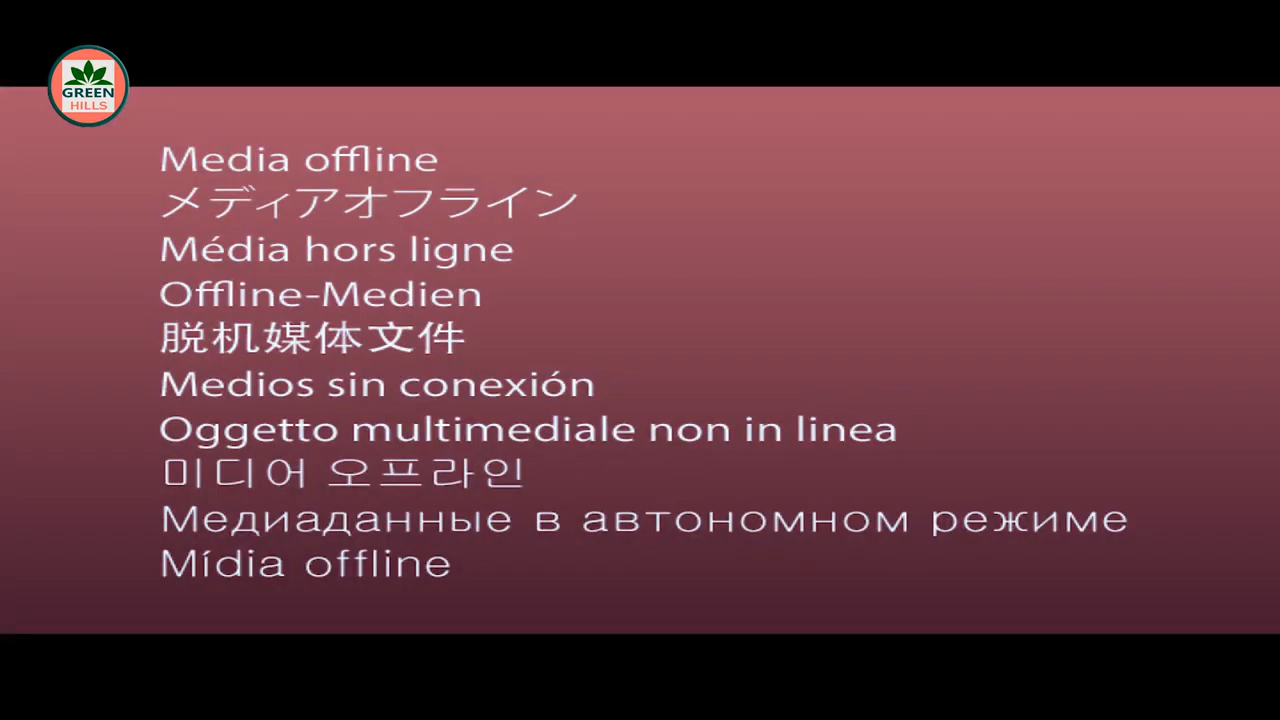 GREEN
HILLS
Media offline
メディアオフライン
Média hors ligne
Offline-Medien
脱机媒体文件
Medios sin conexión
Oggetto multimediale non in linea
미디어 오프라인
Медиаданные в автономном режиме
Mídia offline